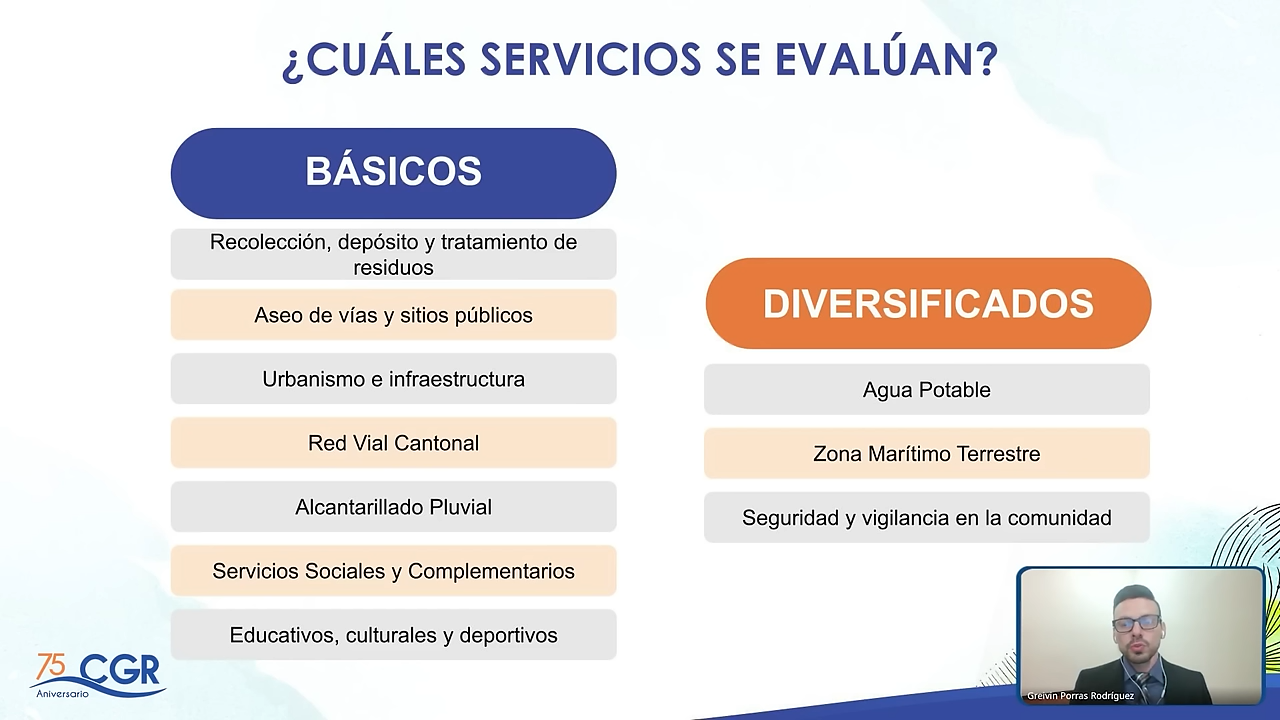 ¿CUÁLES SERVICIOS SE EVALÚAN?
BÁSICOS
Recolección, depósito y tratamiento de
residuos
Aseo de vías y sitios públicos
Urbanismo e infraestructura
Red Vial Cantonal
Alcantarillado Pluvial
Servicios Sociales y Complementarios
Educativos, culturales y deportivos
DIVERSIFICADOS
Agua Potable
Zona Marítimo Terrestre
Seguridad y vigilancia en la comunidad
75 CGR
Aniversario
Greivin Porras Rodríguez